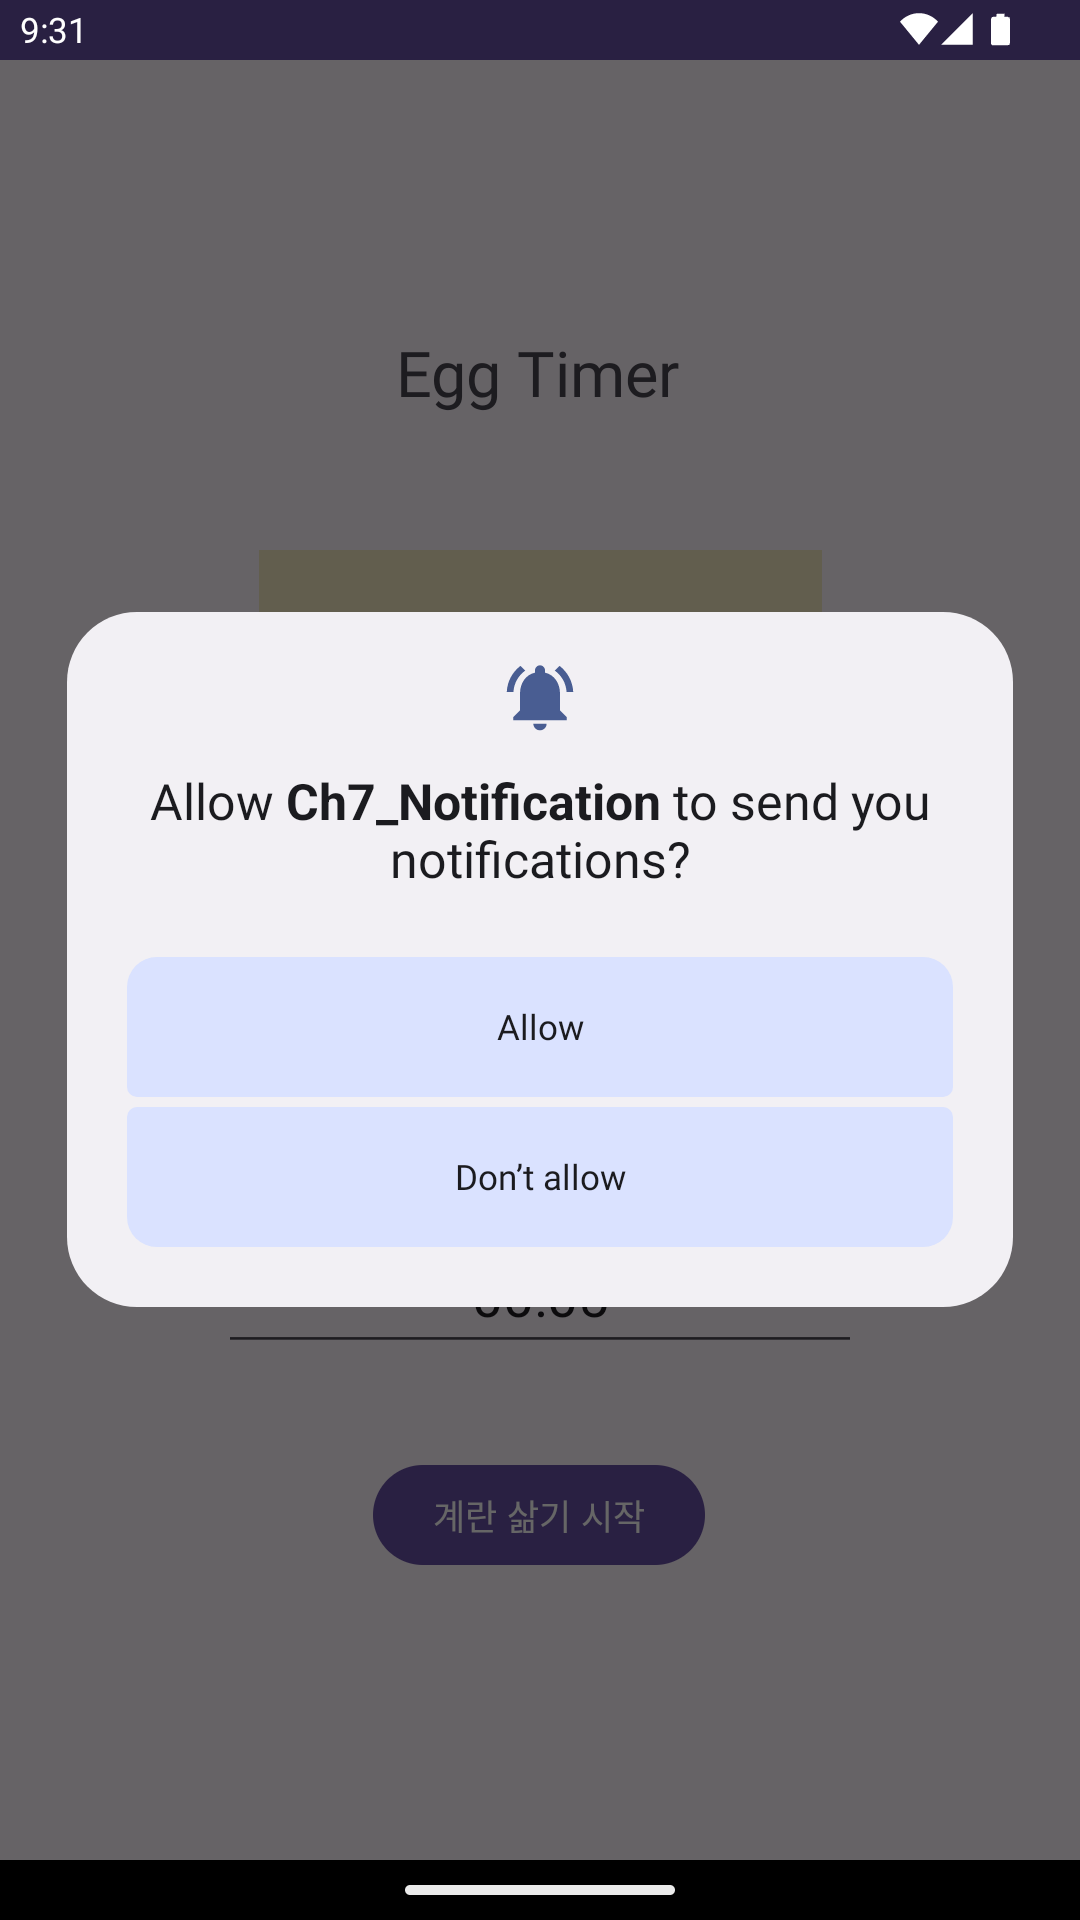 9:31
Egg Timer
Allow Ch7_Notification to send you
notifications?
Allow
Don’t allow
계란 삶기 시작